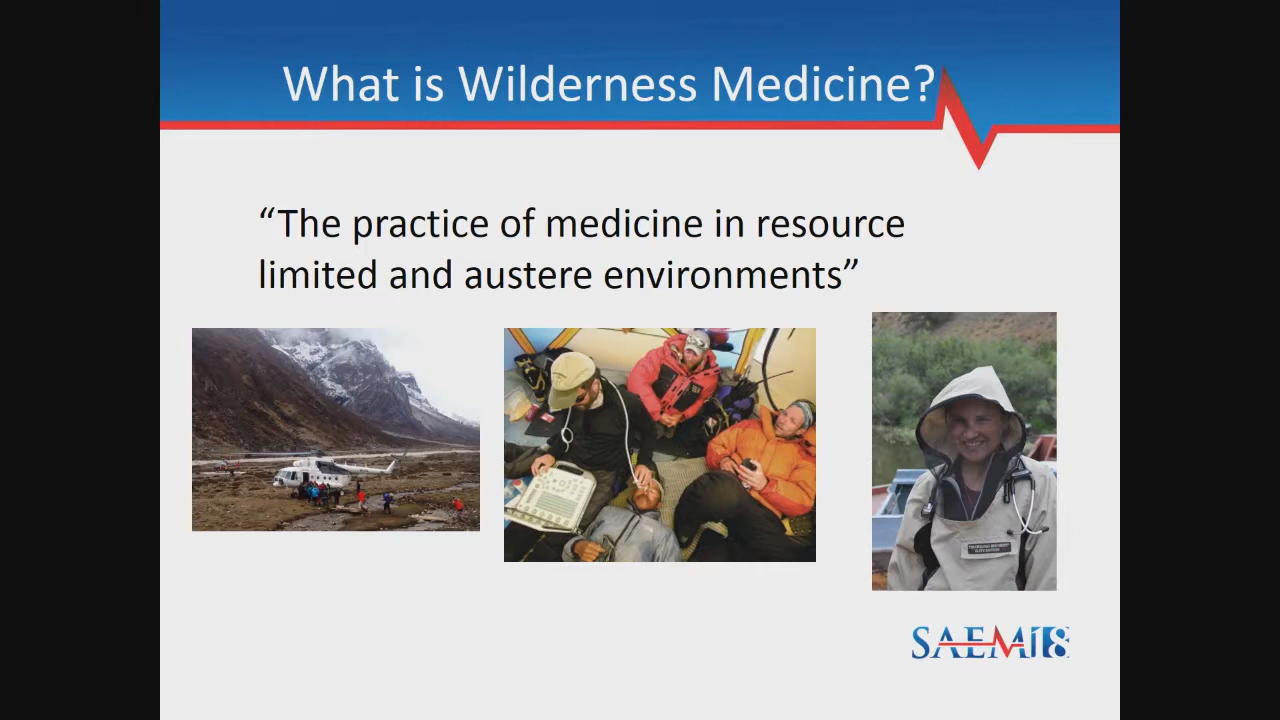 What is Wilderness Medicine?
“The practice of medicine in resource
limited and austere environments”
SAEM18